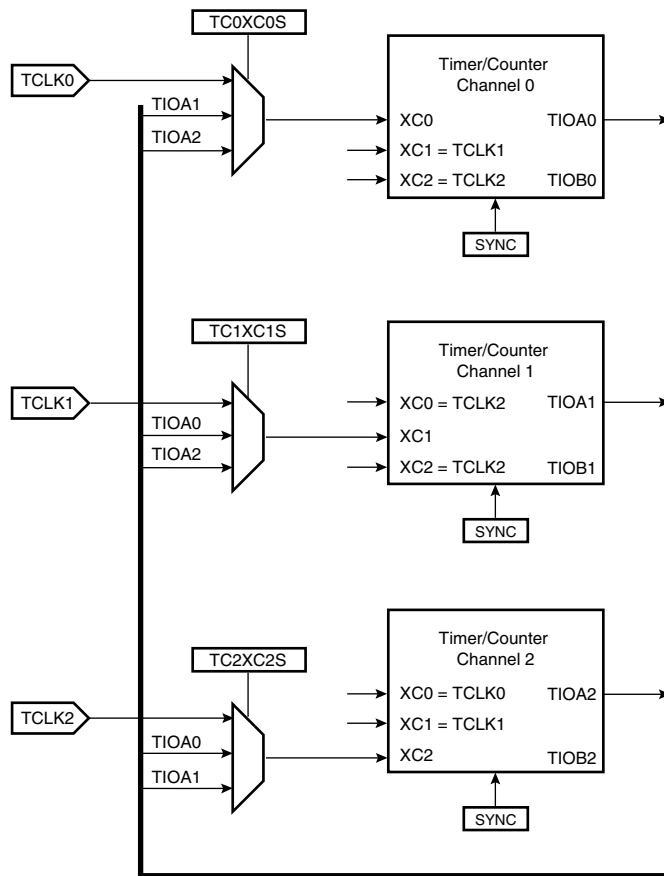 TC0XC0S
TCLK0
TIOA1
TIOA2
Timer/Counter
Channel 0
XC0
TIOA0
XC1 = TCLK1
XC2 = TCLK2
TIOB0
SYNC
TC1XC1S
TCLK1
TIOA0
TIOA2
Timer/Counter
Channel 1
XC0 = TCLK2
TIOA1
XC1
XC2 = TCLK2
TIOB1
SYNC
TC2XC2S
TCLK2
TIOA0
TIOA1
Timer/Counter
Channel 2
XC0 = TCLK0
TIOA2
XC1 = TCLK1
XC2
TIOB2
SYNC